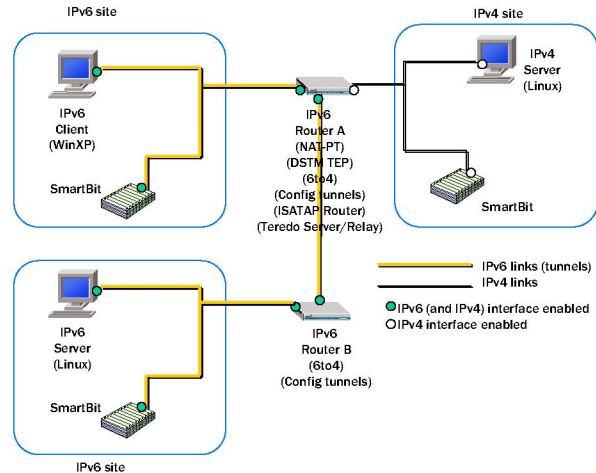 IPv6 site
IPv4 site
IPv6
Client
(WinXP)
SmartBit
IPv6
Router A
(NAT-PT)
(DSTM TEP)
(6to4)
(Config tunnels)
(ISATAP Router)
(Teredo Server/Relay)
IPv4
Server
(Linux)
SmartBit
IPv6
Server
(Linux)
SmartBit
IPv6 site
IPv6
Router B
(6to4)
(Config tunnels)
IPv6 links (tunnels)
IPv4 links
IPv6 (and IPv4) interface enabled
IPv4 interface enabled